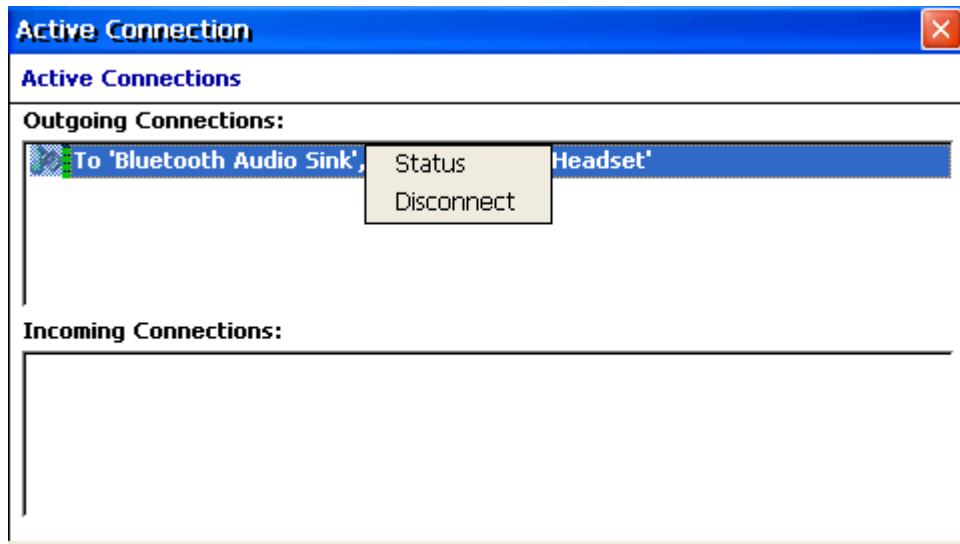 Active Connection
Active Connections
Outgoing Connections:
To 'Bluetooth Audio Sink', Headset'
Status
Disconnect
Incoming Connections: